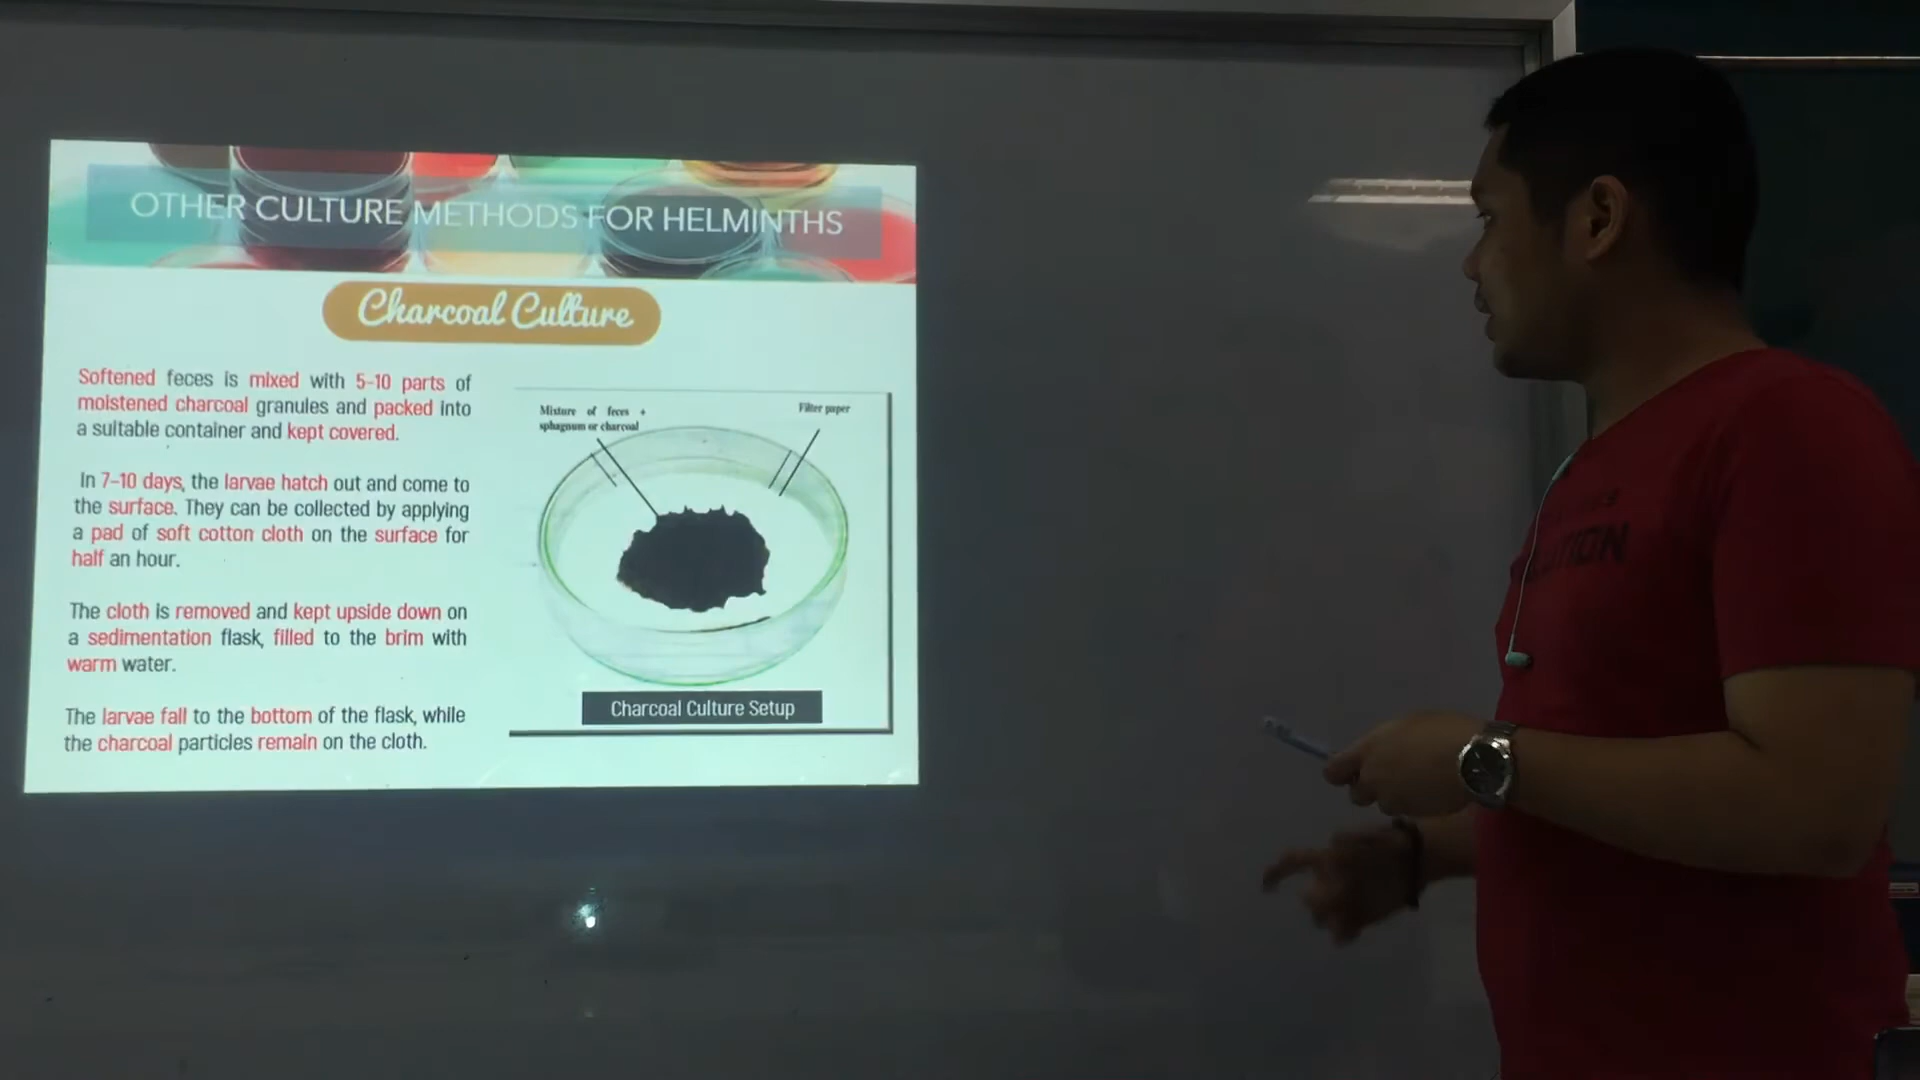 OTHER CULTURE METHODS FOR HELMINTHS
Charcoal Culture
Softened feces is mixed with 5-10 parts of
moistened charcoal granules and packed into
a suitable container and kept covered.
In 7-10 days, the larvae hatch out and come to
the surface. They can be collected by applying
a pad of soft cotton cloth on the surface for
half an hour.
The cloth is removed and kept upside down on
a sedimentation flask, filled to the brim with
warm water.
The larvae fall to the bottom of the flask, while
the charcoal particles remain on the cloth.
Mixture of feces +
sphagnum or charcoal
Filter paper
Charcoal Culture Setup